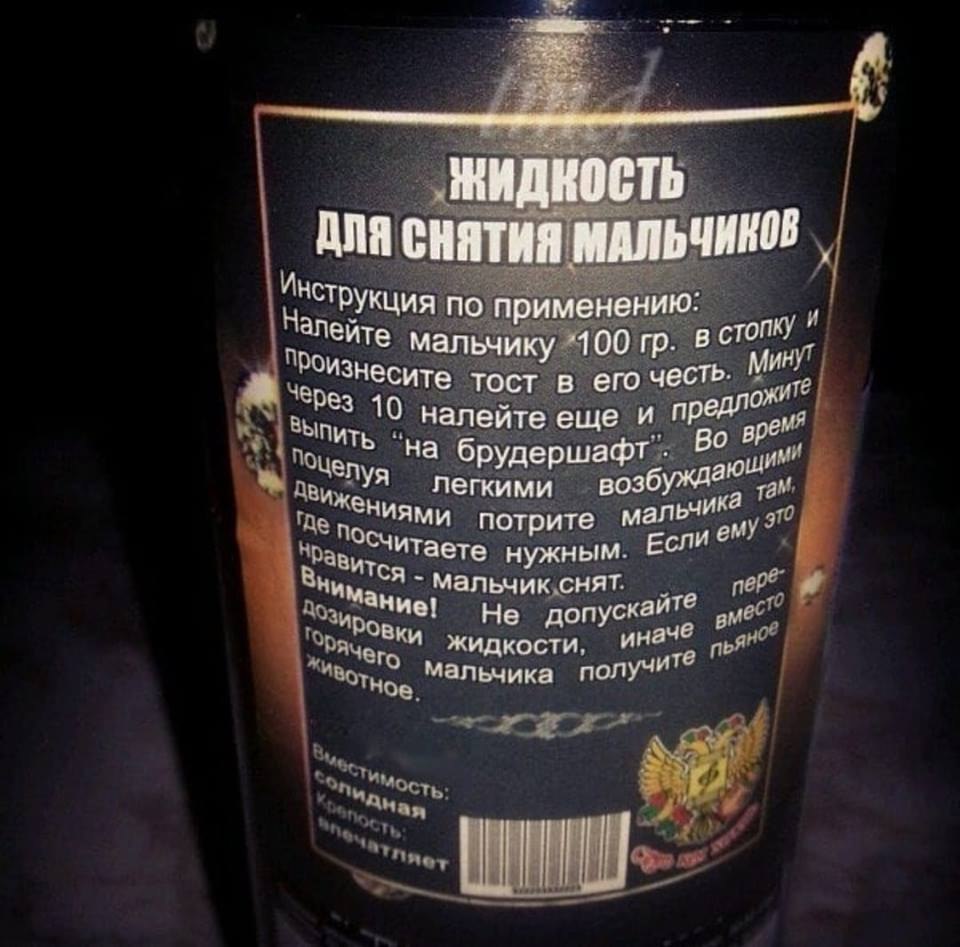 ЖИДКОСТЬ
ДЛЯ СНЯТИЯ МАЛЬЧИКОВ
Инструкция по применению:
Налейте мальчику 100 гр. в стопку и
произнесите тост в его честь. Минут
через 10 налейте еще и предложите
выпить “на брудершафт”. Во время
поцелуя легкими возбуждающими
движениями потрите мальчика там,
где посчитаете нужным. Если ему это
нравится - мальчик снят.
Внимание! Не допускайте пере-
дозировки жидкости, иначе вместо
горячего мальчика получите пьяное
животное.
Вместимость:
солидная
Крепость:
впечатляет
Ф